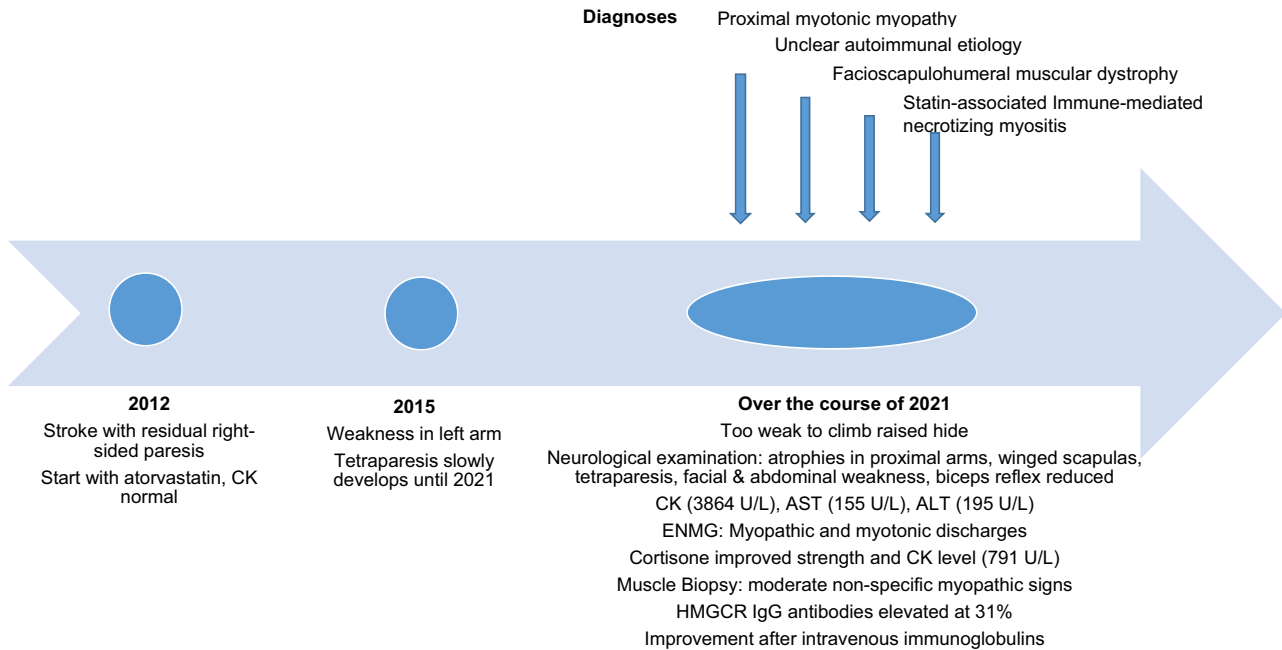 Diagnoses Proximal myotonic myopathy
Unclear autoimmunal etiology
Facioscapulohumeral muscular dystrophy
Statin-associated Immune-mediated
necrotizing myositis
2012
Stroke with residual right-
sided paresis
Start with atorvastatin, CK
normal
2015
Weakness in left arm
Tetraparesis slowly
develops until 2021
Over the course of 2021
Too weak to climb raised hide
Neurological examination: atrophies in proximal arms, winged scapulas,
tetraparesis, facial & abdominal weakness, biceps reflex reduced
CK (3864 U/L), AST (155 U/L), ALT (195 U/L)
ENMG: Myopathic and myotonic discharges
Cortisone improved strength and CK level (791 U/L)
Muscle Biopsy: moderate non-specific myopathic signs
HMGCR IgG antibodies elevated at 31%
Improvement after intravenous immunoglobulins